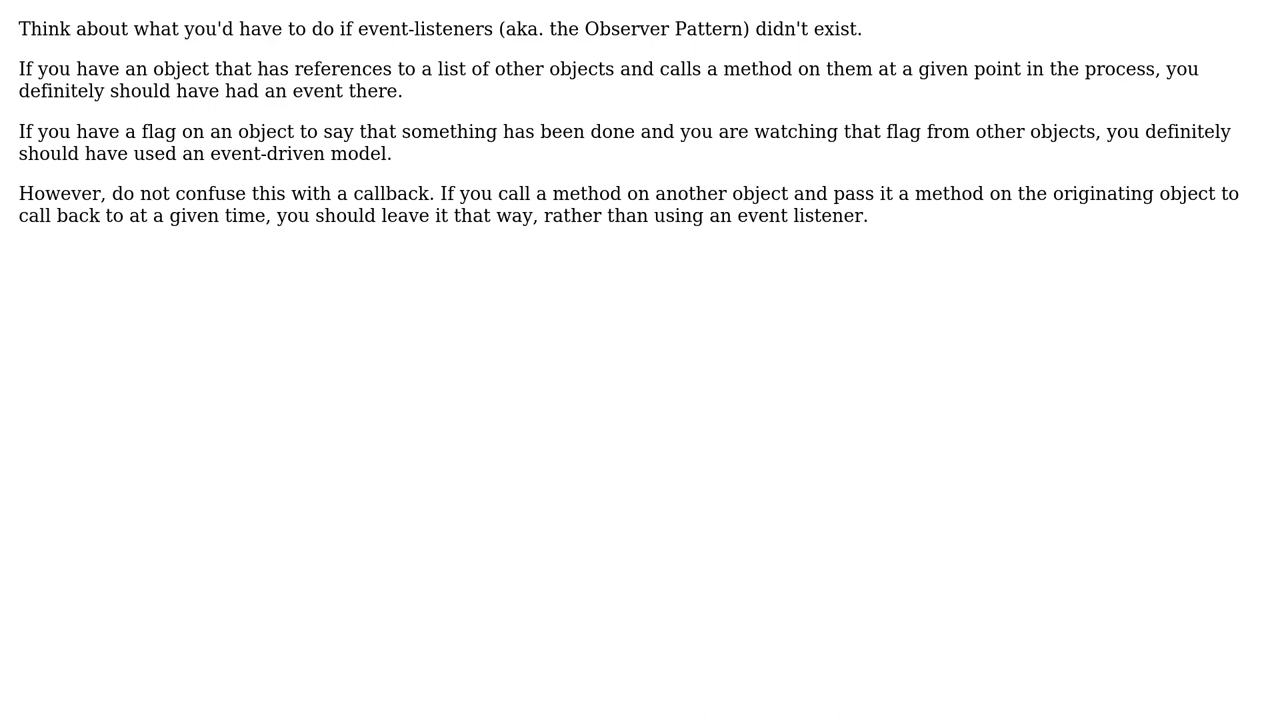 Think about what you'd have to do if event-listeners (aka. the Observer Pattern) didn't exist.
If you have an object that has references to a list of other objects and calls a method on them at a given point in the process, you
definitely should have had an event there.
If you have a flag on an object to say that something has been done and you are watching that flag from other objects, you definitely
should have used an event-driven model.
However, do not confuse this with a callback. If you call a method on another object and pass it a method on the originating object to
call back to at a given time, you should leave it that way, rather than using an event listener.